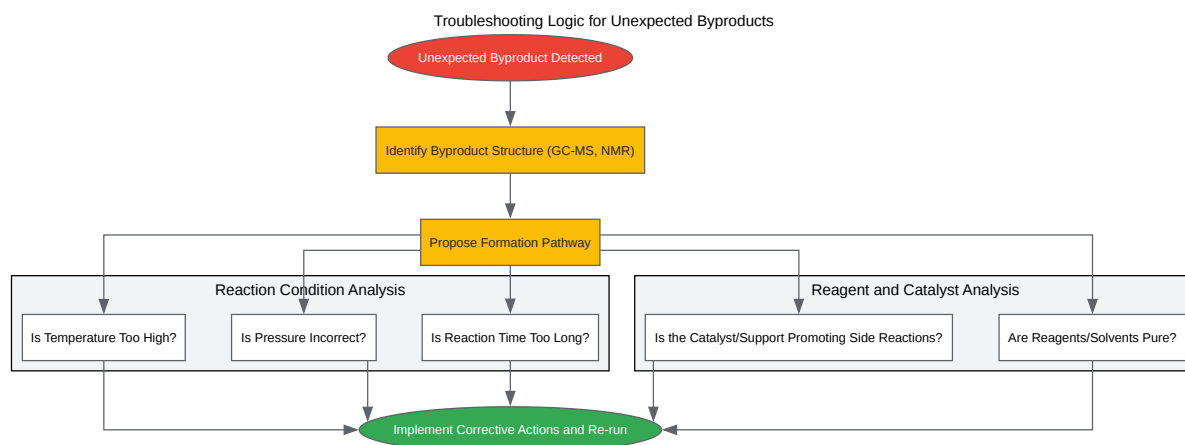 Troubleshooting Logic for Unexpected Byproducts
Unexpected Byproduct Detected
Identify Byproduct Structure (GC-MS, NMR)
Propose Formation Pathway
Reaction Condition Analysis
Reagent and Catalyst Analysis
Is Temperature Too High?
Is Pressure Incorrect?
Is Reaction Time Too Long?
Is the Catalyst/Support Promoting Side Reactions?
Are Reagents/Solvents Pure?
Implement Corrective Actions and Re-run